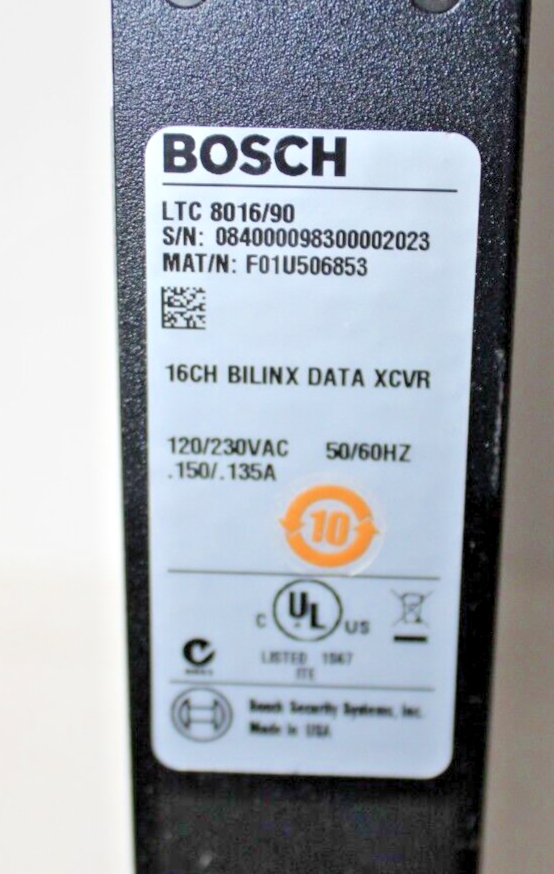 BOSCH
LTC 8016/90
S/N: 084000098300002023
MAT/N: F01U506853
16CH BILINX DATA XCVR
120/230VAC 50/60HZ
.150/.135A
10
C UL US
LISTED 1967
ITE
Bosch Security Systems, Inc.
Made in USA